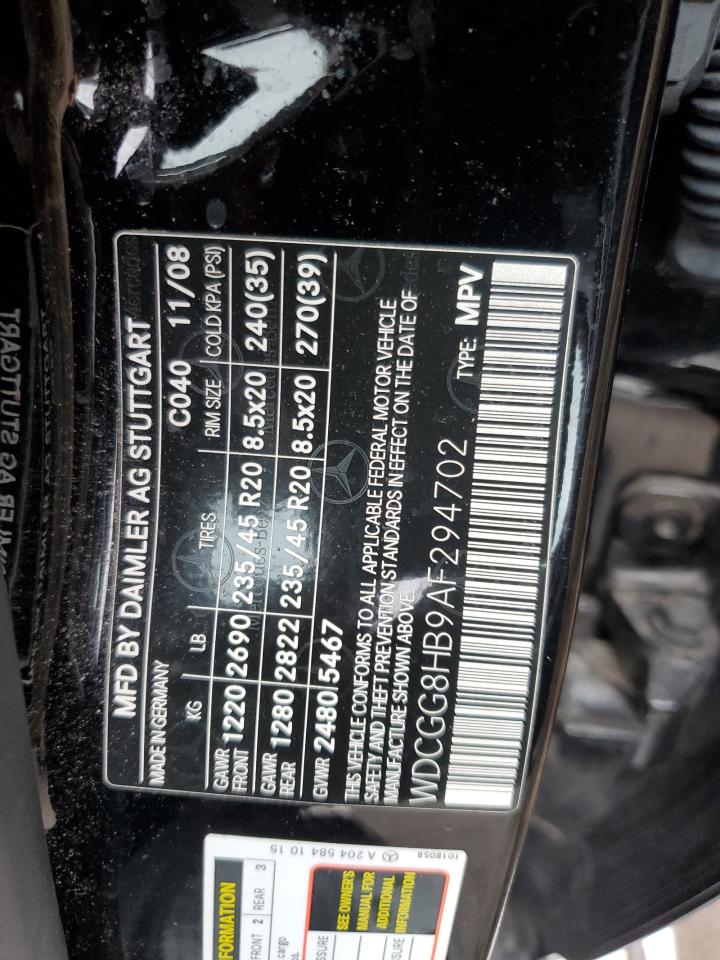 MFD BY DAIMLER AG STUTTGART
MADE IN GERMANY C040 11/08
KG LB TIRES RIM SIZE COLD KPA (PSI)
GAWR FRONT 1220 2690 235/45 R20 8.5x20 240(35)
GAWR REAR 1280 2822 235/45 R20 8.5x20 270(39)
GVWR 2480 5467
THIS VEHICLE CONFORMS TO ALL APPLICABLE FEDERAL MOTOR VEHICLE
SAFETY AND THEFT PREVENTION STANDARDS IN EFFECT ON THE DATE OF
MANUFACTURE SHOWN ABOVE.
WDCGG8HB9AF294702 TYPE: MPV
FORMATION
FRONT 2 REAR 3
cargo
SSURE
SEE OWNER'S
MANUAL FOR
ADDITIONAL
INFORMATION
A 204 584 10 15